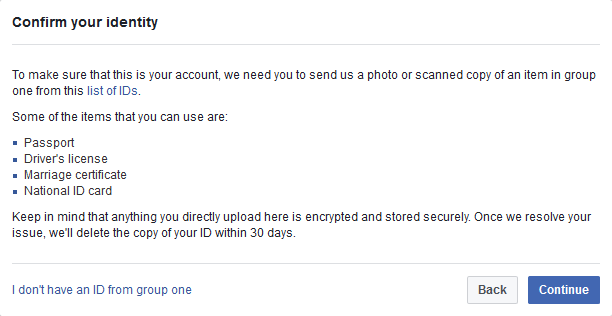 Confirm your identity
To make sure that this is your account, we need you to send us a photo or scanned copy of an item in group
one from this list of IDs.
Some of the items that you can use are:
Passport
Driver's license
Marriage certificate
National ID card
Keep in mind that anything you directly upload here is encrypted and stored securely. Once we resolve your
issue, we'll delete the copy of your ID within 30 days.
I don't have an ID from group one
Back
Continue